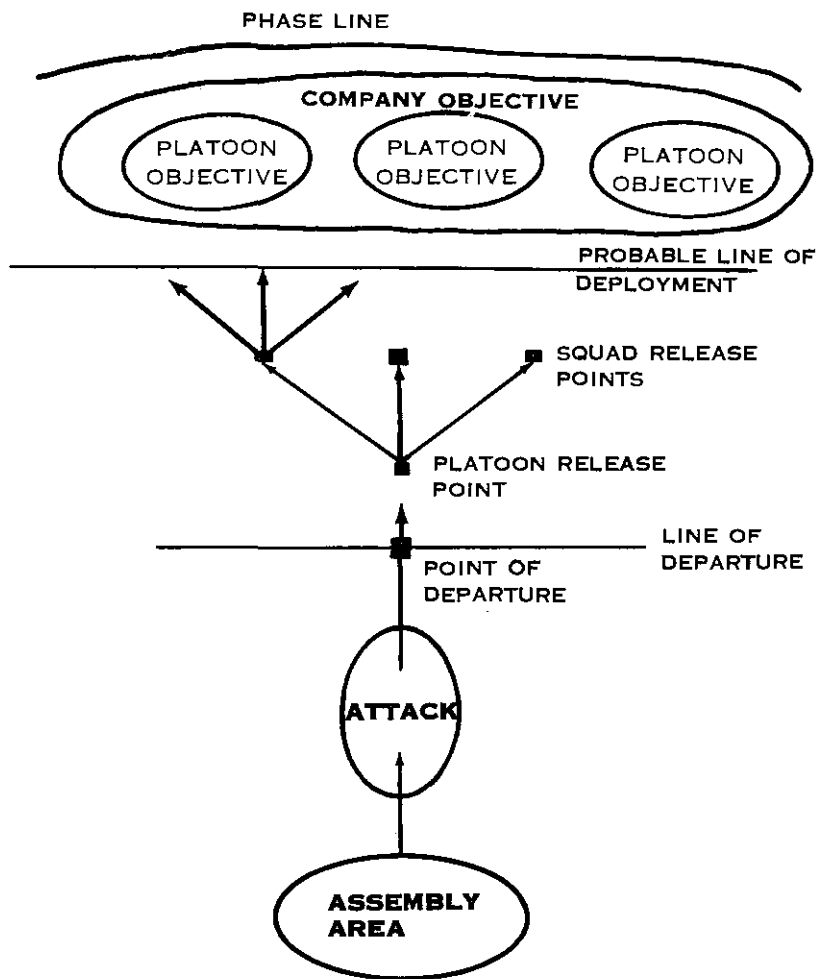 PHASE LINE
COMPANY OBJECTIVE
PLATOON
OBJECTIVE
PLATOON
OBJECTIVE
PLATOON
OBJECTIVE
PROBABLE LINE OF
DEPLOYMENT
SQUAD RELEASE
POINTS
PLATOON RELEASE
POINT
LINE OF
DEPARTURE
POINT OF
DEPARTURE
ATTACK
ASSEMBLY
AREA